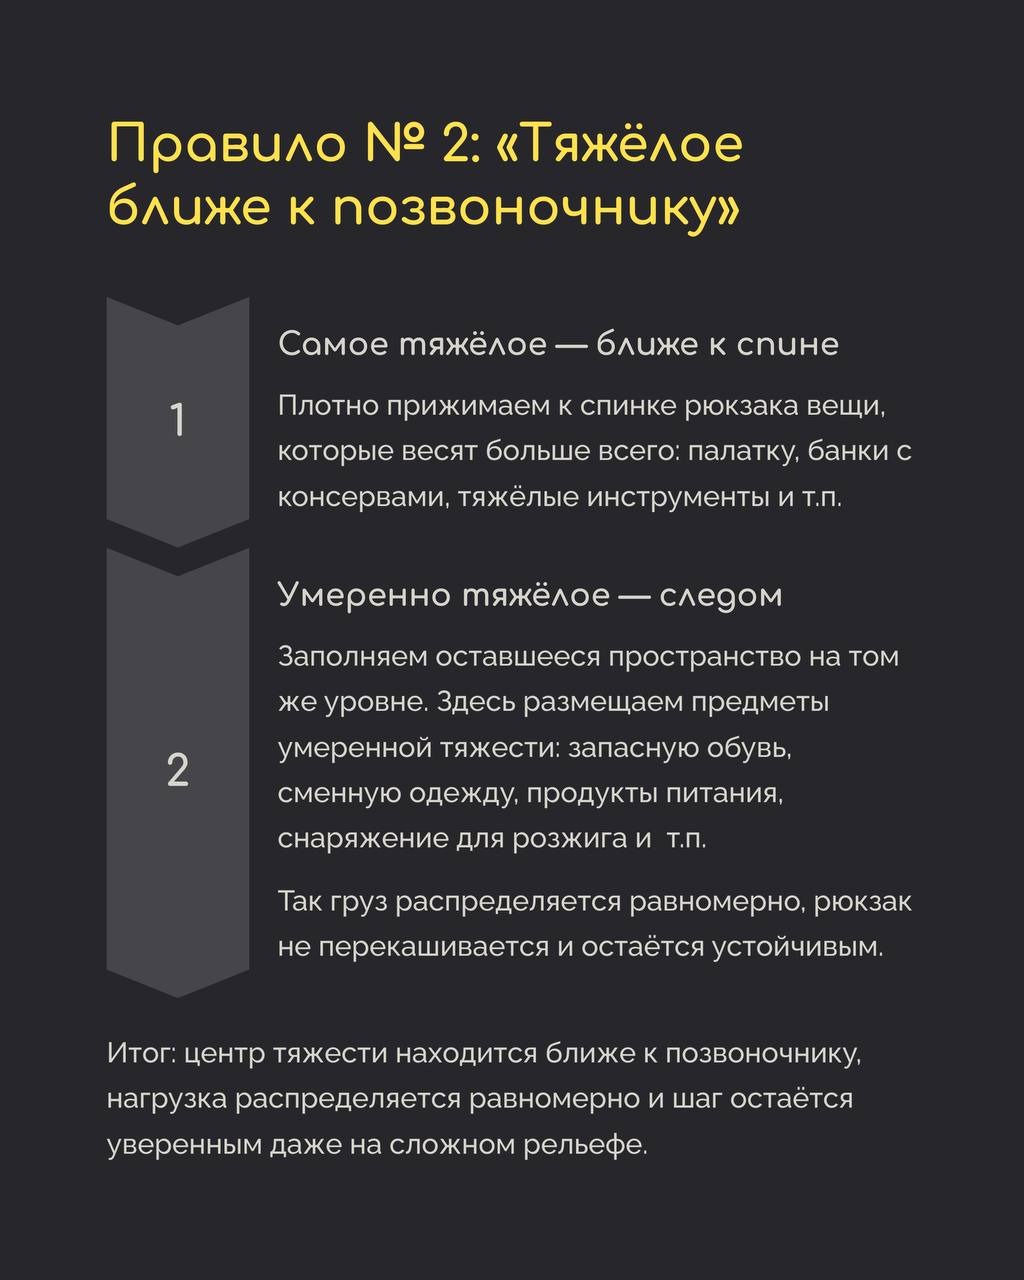 Правило № 2: «Тяжёлое
ближе к позвоночнику»
1
Самое тяжёлое — ближе к спине
Плотно прижимаем к спинке рюкзака вещи,
которые весят больше всего: палатку, банки с
консервами, тяжёлые инструменты и т.п.
2
Умеренно тяжёлое — следом
Заполняем оставшееся пространство на том
же уровне. Здесь размещаем предметы
умеренной тяжести: запасную обувь,
сменную одежду, продукты питания,
снаряжение для розжига и  т.п.
Так груз распределяется равномерно, рюкзак
не перекашивается и остаётся устойчивым.
Итог: центр тяжести находится ближе к позвоночнику,
нагрузка распределяется равномерно и шаг остаётся
уверенным даже на сложном рельефе.